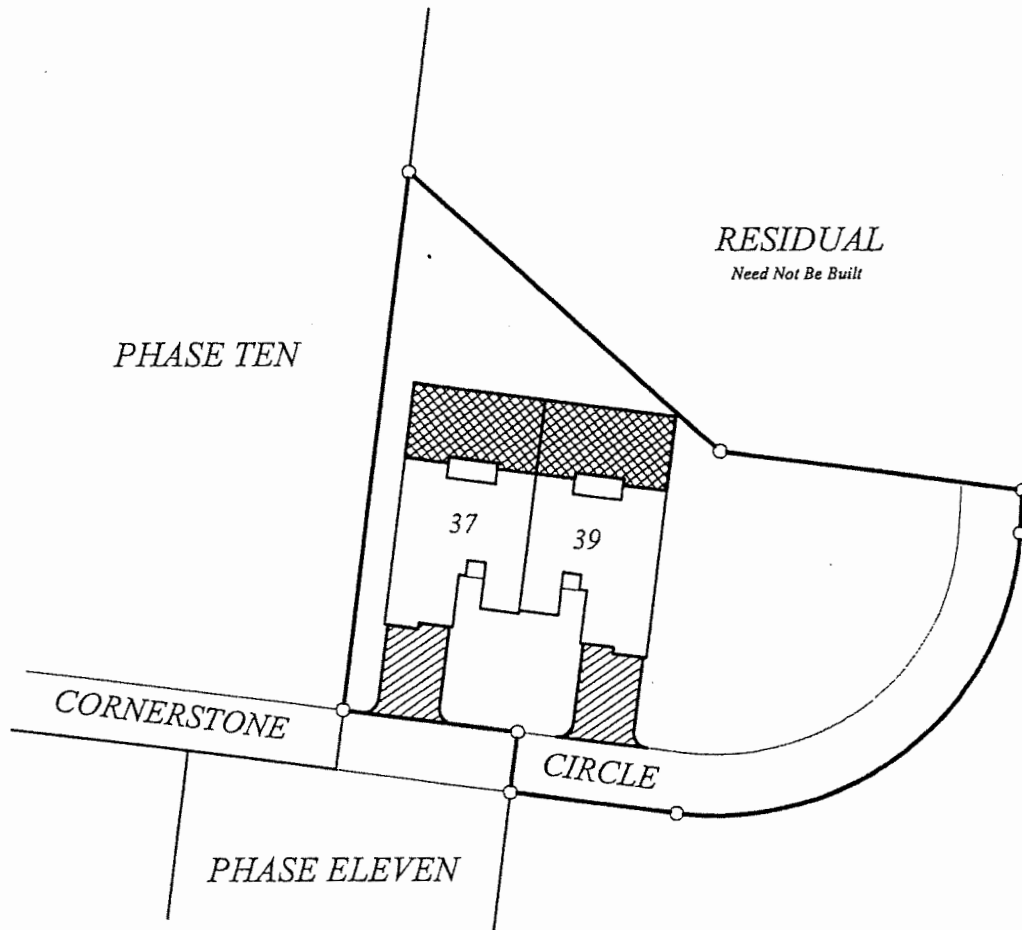 RESIDUAL
Need Not Be Built
PHASE TEN
37
39
CORNERSTONE
CIRCLE
PHASE ELEVEN